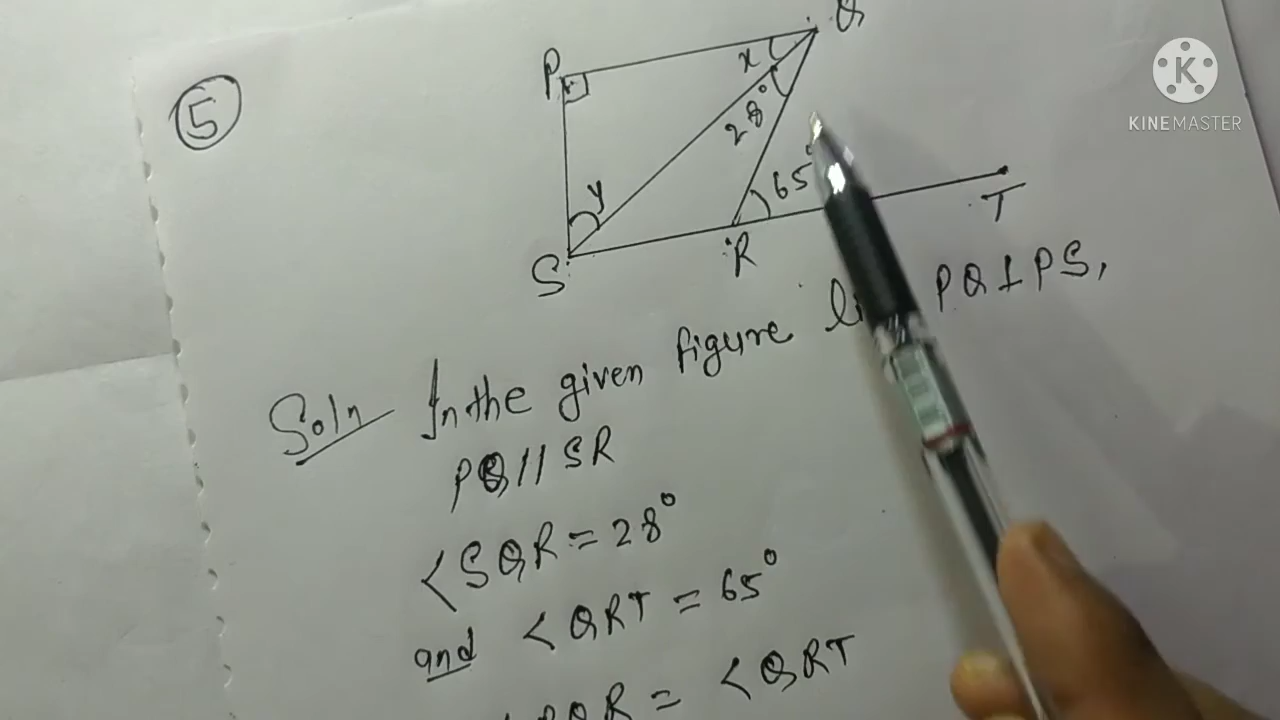 5
P
Q
x
28°
65°
y
S
R
T
K
KINEMASTER
Soln In the given figure PQ⊥PS,
PQ//SR
<SQR = 28°
and <QRT = 65°
= <QRT